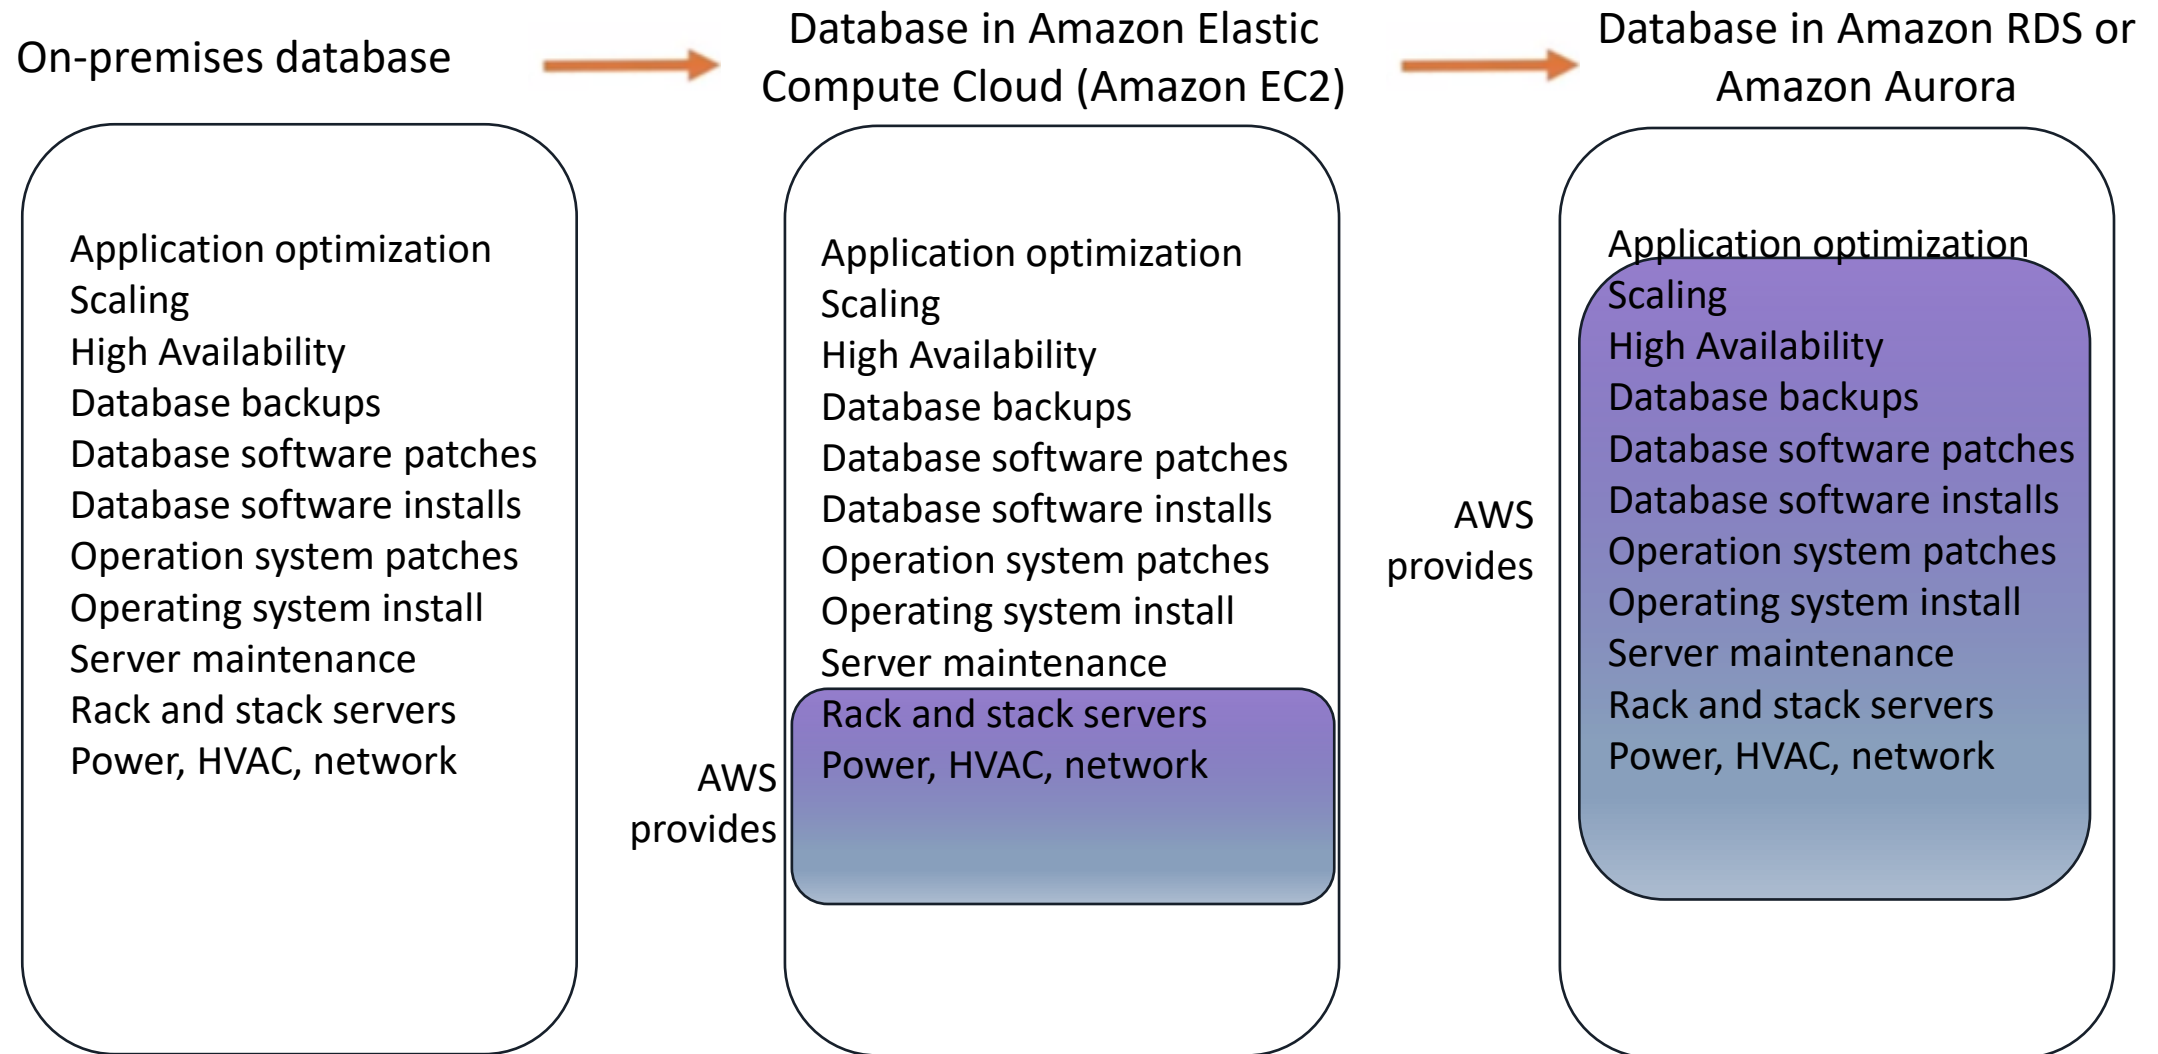 On-premises database
Database in Amazon Elastic
Compute Cloud (Amazon EC2)
Database in Amazon RDS or
Amazon Aurora
Application optimization
Scaling
High Availability
Database backups
Database software patches
Database software installs
Operation system patches
Operating system install
Server maintenance
Rack and stack servers
Power, HVAC, network
AWS
provides
Application optimization
Scaling
High Availability
Database backups
Database software patches
Database software installs
Operation system patches
Operating system install
Server maintenance
Rack and stack servers
Power, HVAC, network
AWS
provides
Application optimization
Scaling
High Availability
Database backups
Database software patches
Database software installs
Operation system patches
Operating system install
Server maintenance
Rack and stack servers
Power, HVAC, network